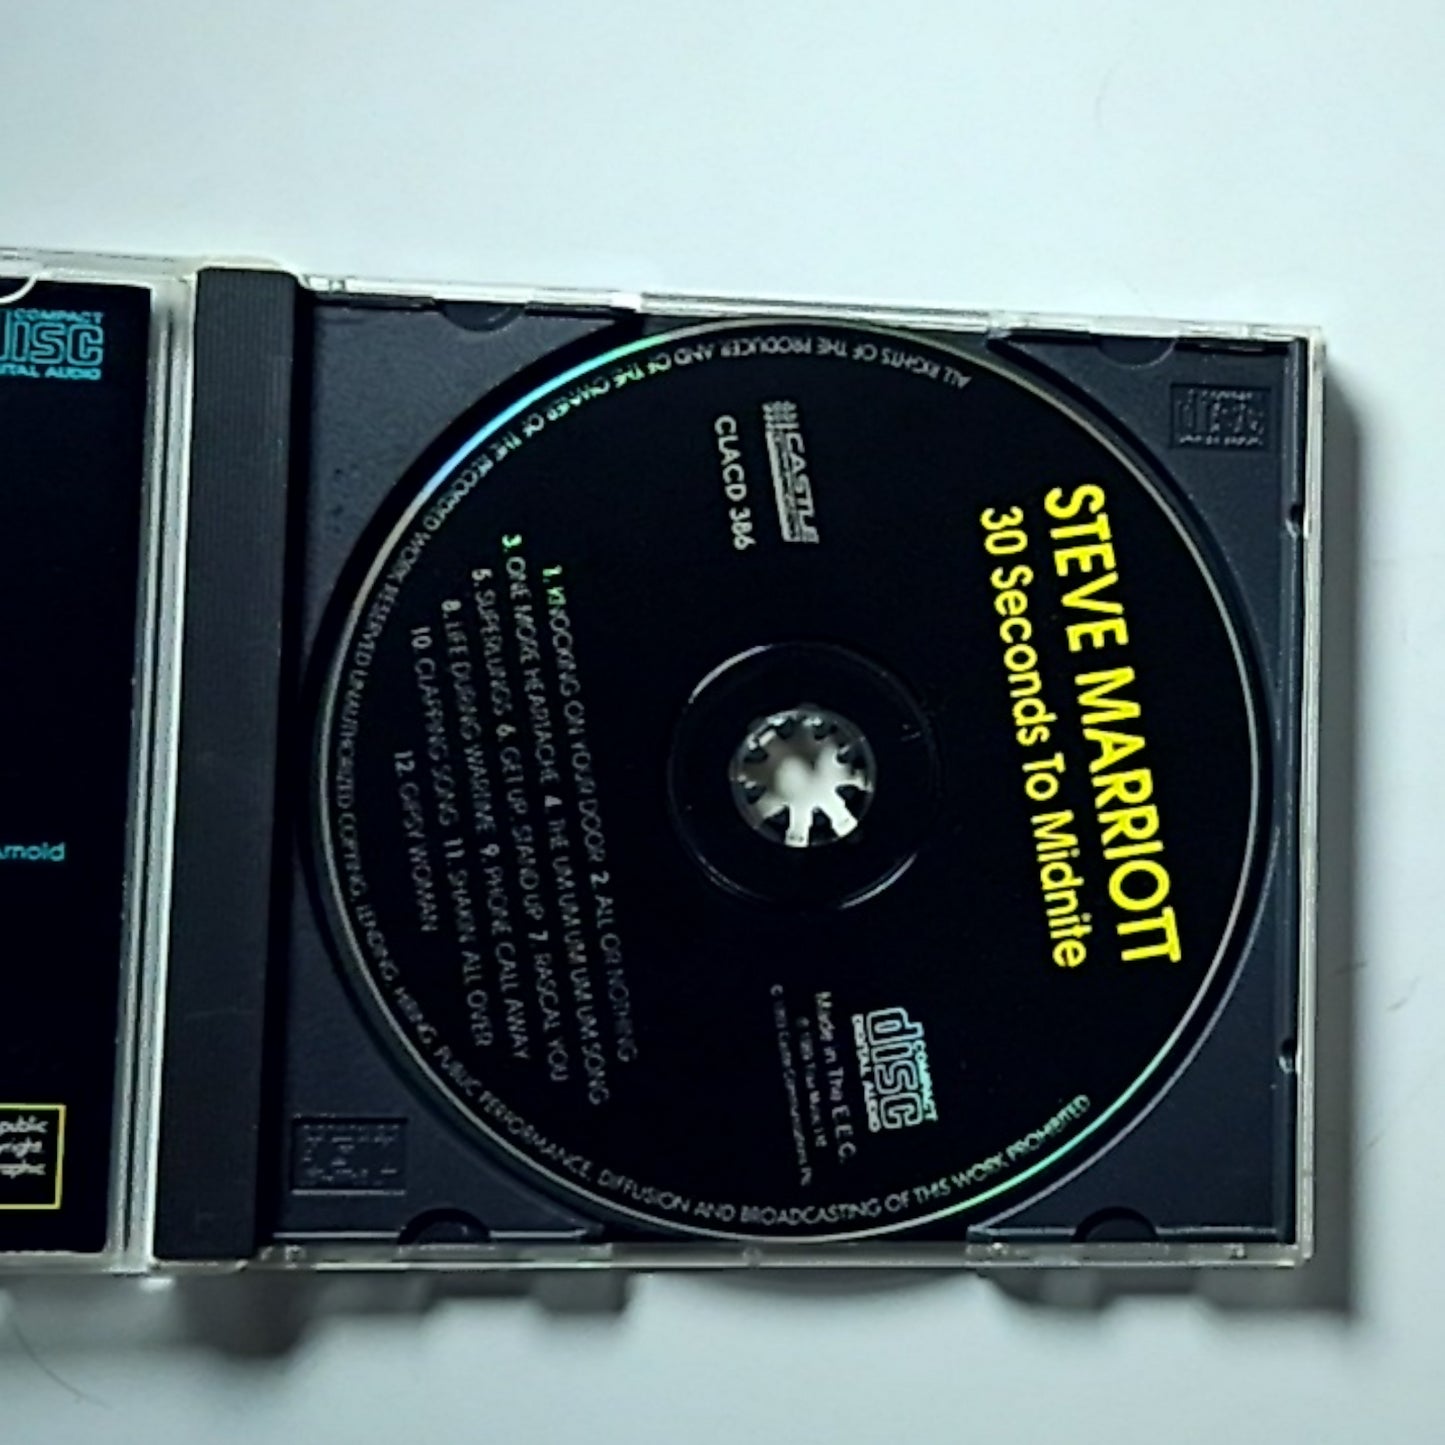 STEVE MARRIOTT
30 Seconds To Midnite
CASTLE
CLACD 386
COMPACT
disc
DIGITAL AUDIO
Made in The E.E.C.
1. KNOCKING ON YOUR DOOR 2. ALL OR NOTHING
3. ONE MORE HEARTACHE 4. THE UM UM UM UM UM SONG
5. SUPERLUNGS 6. GET UP, STAND UP 7. RASCAL YOU
8. LIFE DURING WARTIME 9. PHONE CALL AWAY
10. CLAPPING SONG 11. SHAKIN ALL OVER
12. GIPSY WOMAN
ALL RIGHTS OF THE PRODUCER AND OF THE OWNER OF THE RECORDED WORK RESERVED UNAUTHORISED COPYING, LENDING, HIRING, PUBLIC PERFORMANCE, DIFFUSION AND BROADCASTING OF THIS WORK PROHIBITED
COMPACT
DISC
Arnold
public